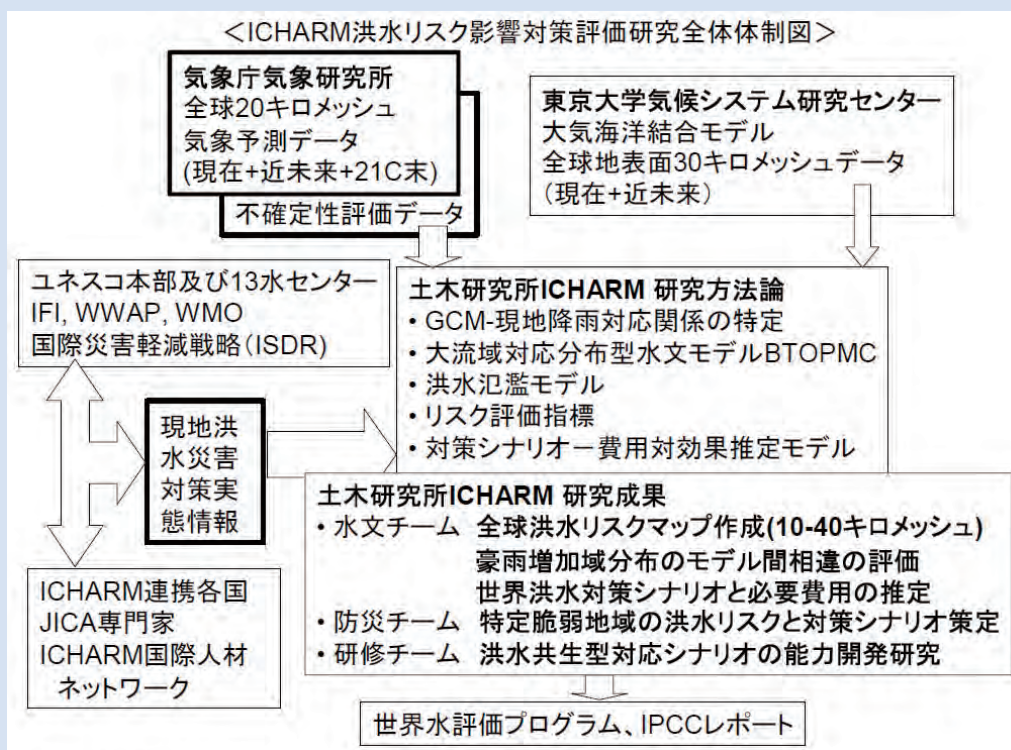 ＜ICHARM洪水リスク影響対策評価研究全体体制図＞
気象庁気象研究所
全球20キロメッシュ
気象予測データ
(現在+近未来+21C末)
不確定性評価データ
東京大学気候システム研究センター
大気海洋結合モデル
全球地表面30キロメッシュデータ
（現在+近未来）
ユネスコ本部及び13水センター
IFI, WWAP, WMO
国際災害軽減戦略（ISDR）
土木研究所ICHARM 研究方法論
・GCM-現地降雨対応関係の特定
・大流域対応分布型水文モデルBTOPMC
・洪水氾濫モデル
・リスク評価指標
・対策シナリオー費用対効果推定モデル
現地洪
水災害
対策実
態情報
土木研究所ICHARM 研究成果
・水文チーム 全球洪水リスクマップ作成(10-40キロメッシュ)
豪雨増加域分布のモデル間相違の評価
世界洪水対策シナリオと必要費用の推定
・防災チーム 特定脆弱地域の洪水リスクと対策シナリオ策定
・研修チーム 洪水共生型対応シナリオの能力開発研究
ICHARM連携各国
JICA専門家
ICHARM国際人材
ネットワーク
世界水評価プログラム、IPCCレポート